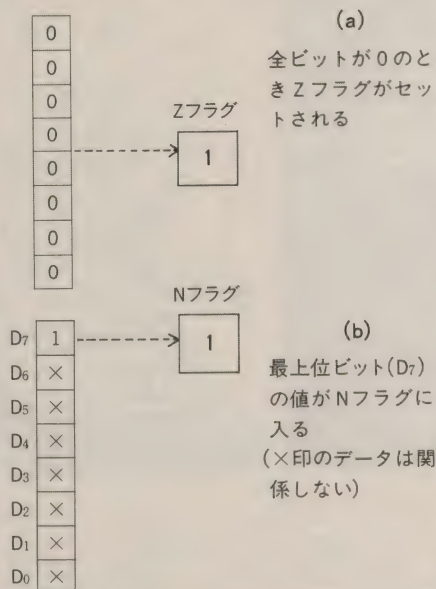 0
0
0
0
0
0
0
0
Zフラグ
1
(a)
全ビットが0のと
きZフラグがセッ
トされる
Nフラグ
1
D7 1
D6 ×
D5 ×
D4 ×
D3 ×
D2 ×
D1 ×
D0 ×
(b)
最上位ビット(D7)
の値がNフラグに
入る
(×印のデータは関
係しない)